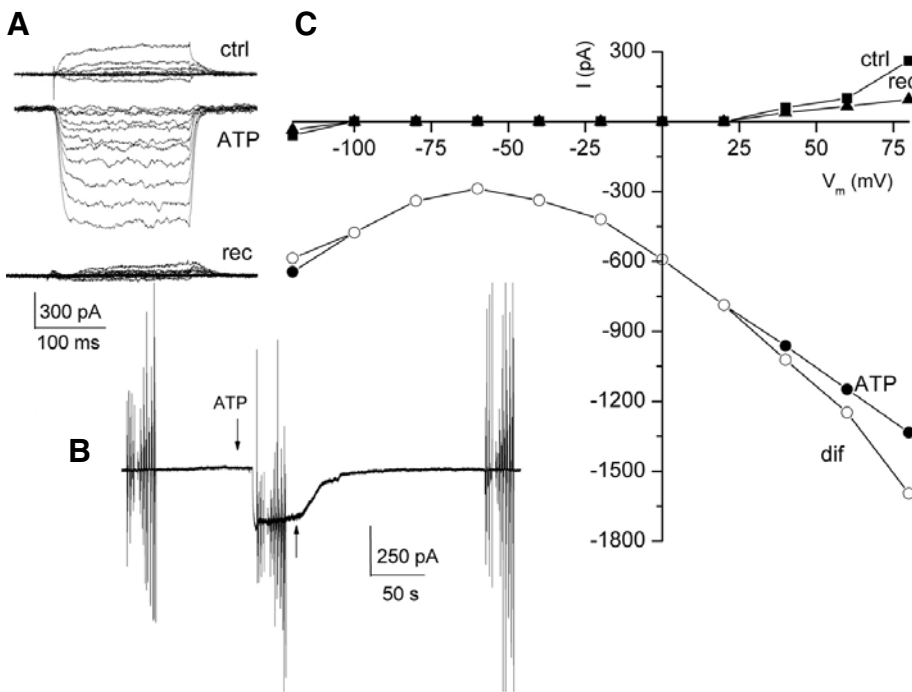 A
ctrl
ATP
rec
300 pA
100 ms
B
ATP
250 pA
50 s
C
I (pA)
300
ctrl
rec
-100
-75
-50
-25
25
50
75
V_m (mV)
-300
-600
-900
-1200
-1500
-1800
ATP
dif